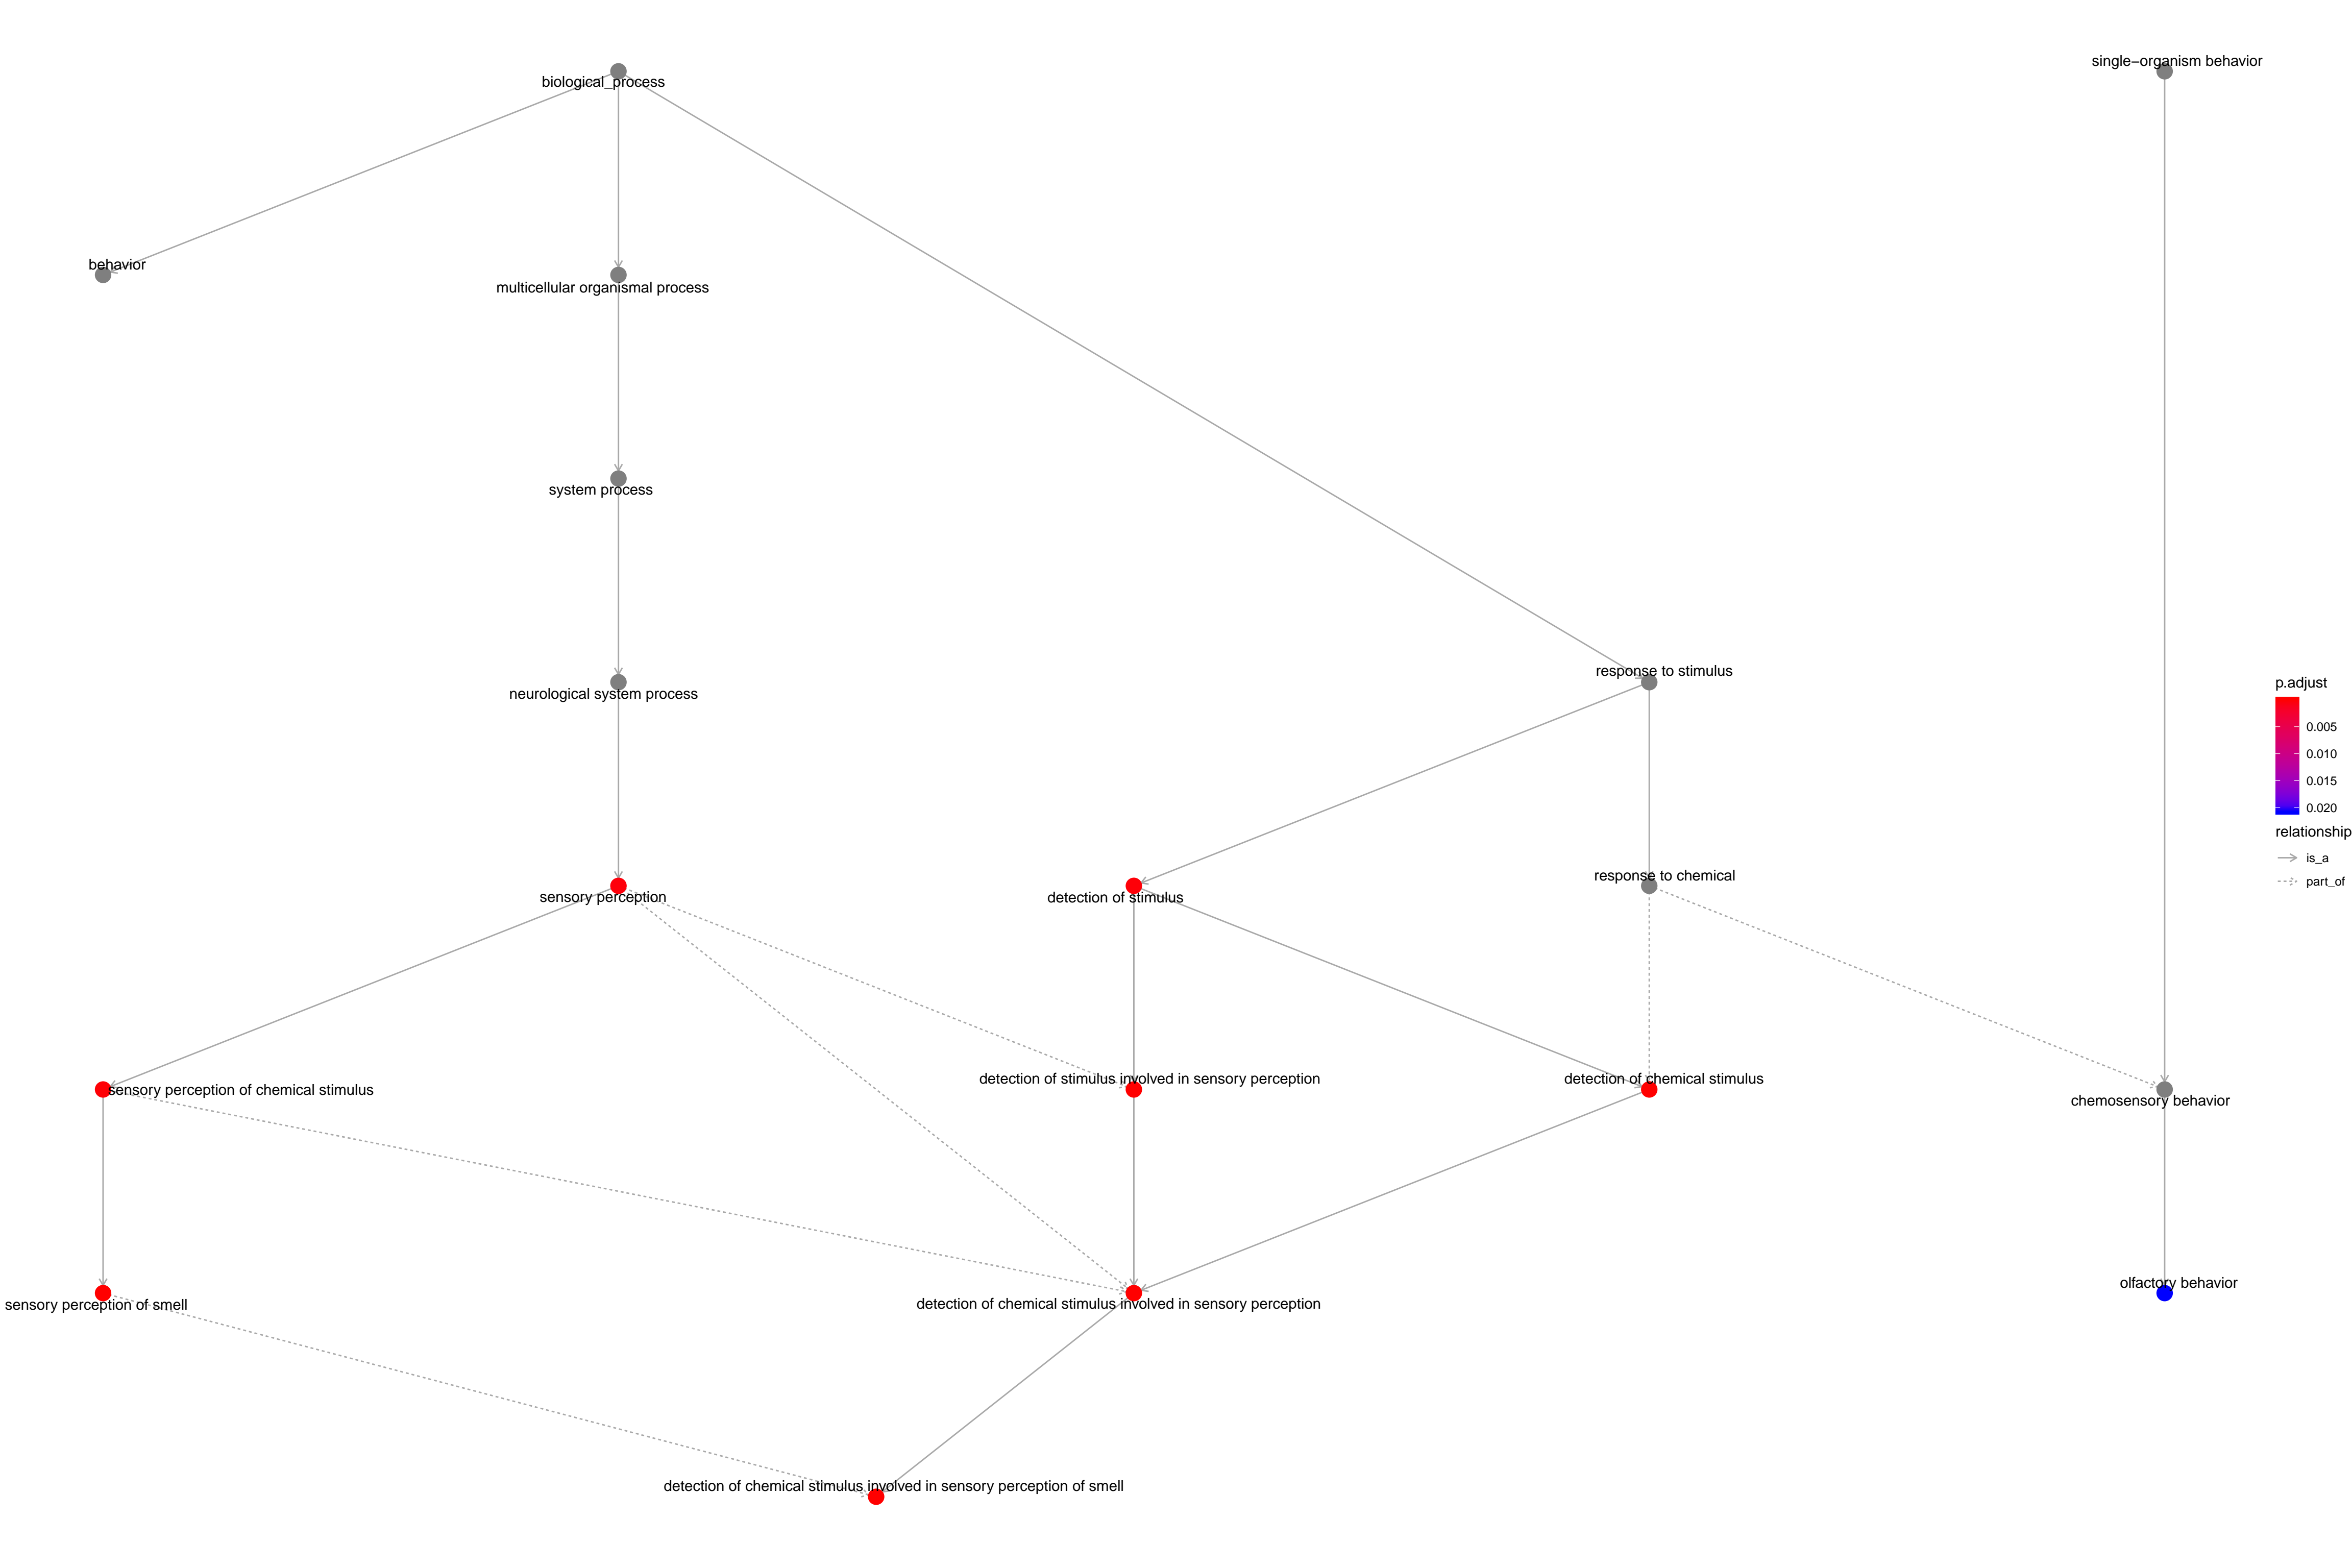 single−organism behavior
biological_process
behavior
multicellular organismal process
system process
response to stimulus
neurological system process
p.adjust
0.005
0.010
0.015
0.020
relationship
is_a
part_of
response to chemical
sensory perception
detection of stimulus
detection of stimulus involved in sensory perception
detection of chemical stimulus
sensory perception of chemical stimulus
chemosensory behavior
olfactory behavior
sensory perception of smell
detection of chemical stimulus involved in sensory perception
detection of chemical stimulus involved in sensory perception of smell